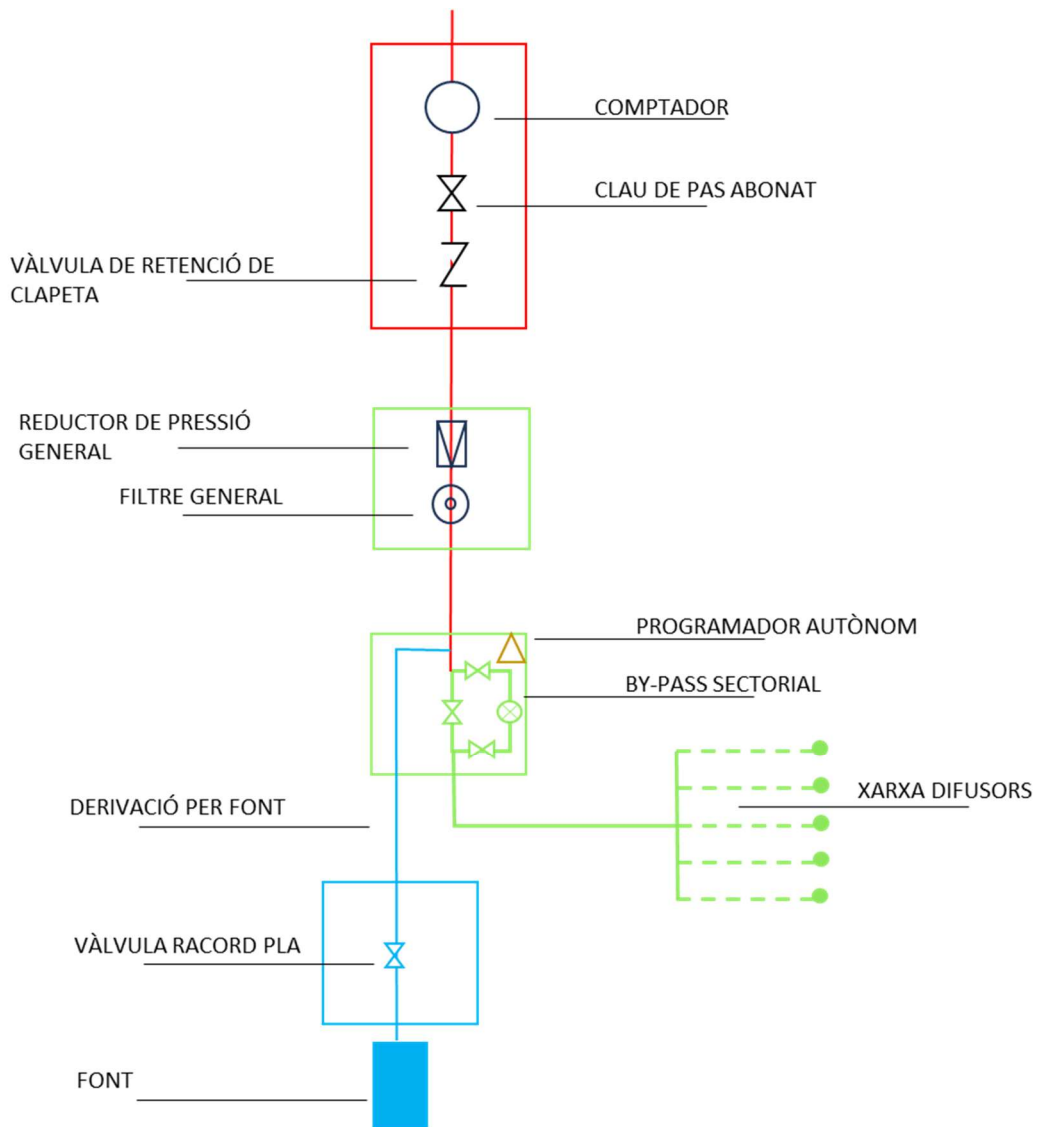 COMPTADOR
CLAU DE PAS ABONAT
VÀLVULA DE RETENCIÓ DE
CLAPETA
REDUCTOR DE PRESSIÓ
GENERAL
FILTRE GENERAL
PROGRAMADOR AUTÒNOM
BY-PASS SECTORIAL
XARXA DIFUSORS
DERIVACIÓ PER FONT
VÀLVULA RACORD PLA
FONT